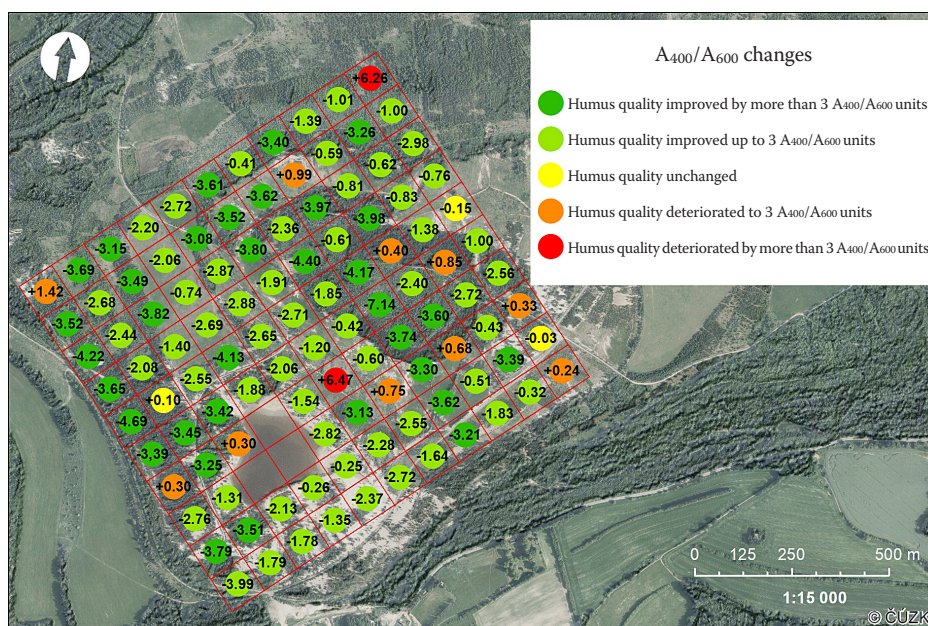 A400/A600 changes
+6.26
-1.01
Humus quality improved by more than 3 A400/A600 units
-1.00
-1.39
-3.26
Humus quality improved up to 3 A400/A600 units
-3,40 -2.98
-0.59
-0.41 -0.62
+0.99 -0.76
Humus quality unchanged
-3.61 -0.81
-3.62 -0.83
-2.72 -3.97 -0.15
Humus quality deteriorated to 3 A400/A600 units
-3.52 -3.98
-2.20 -2.36 -1.38
-3.08 -0.61 -1.00
Humus quality deteriorated by more than 3 A400/A600 units
-3.15 -3.80 +0.40
-2.06 -4.40 +0.85
-3.69 -2.87 -4.17 -2.56
-3.49 -1.91 -2.40
+1.42 -0.74 -1.85 -2.72
-2.68 -2.88 -7.14 +0.33
-3.82 -2.71 -3.60
-3.52 -2.69 -0.42 -0.43
-2.44 -2.65 -3.74 -0.03
-1.40 -1.20 +0.68
-4.22 -4.13 -0.60 -3.39
-2.08 -2.06 -3.30 +0.24
-2.55 +6.47 -0.51
-3.65 -1.88 +0.75 -0.32
+0.10 -1.54 -3.62
-3.42 -3.13 -1.83
-4.69 -2.55
-3.45 -2.82 -3.21
+0.30 -2.28
-3,39 -1.64
-3.25 -0.25
-2.72
+0.30 -0.26
-1.31 -2.37
-2.13
-2.76 -1.35
-3.51
-1.78
-3.79
-1.79
-3.99
0 125 250 500 m
1:15 000
© ČÚZK